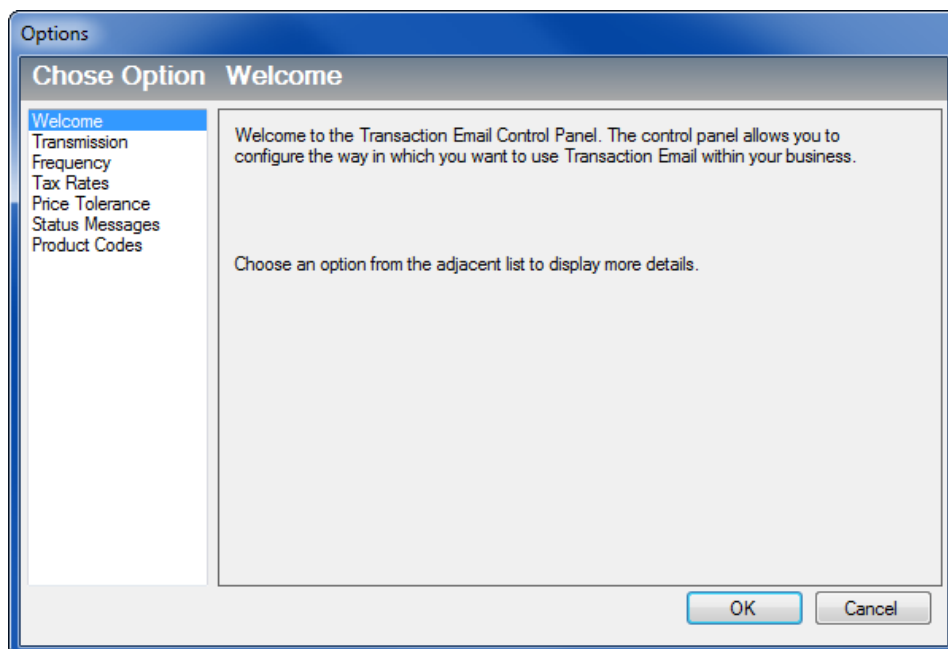 Options
Chose Option Welcome
Welcome
Transmission
Frequency
Tax Rates
Price Tolerance
Status Messages
Product Codes
Welcome to the Transaction Email Control Panel. The control panel allows you to
configure the way in which you want to use Transaction Email within your business.
Choose an option from the adjacent list to display more details.
OK Cancel